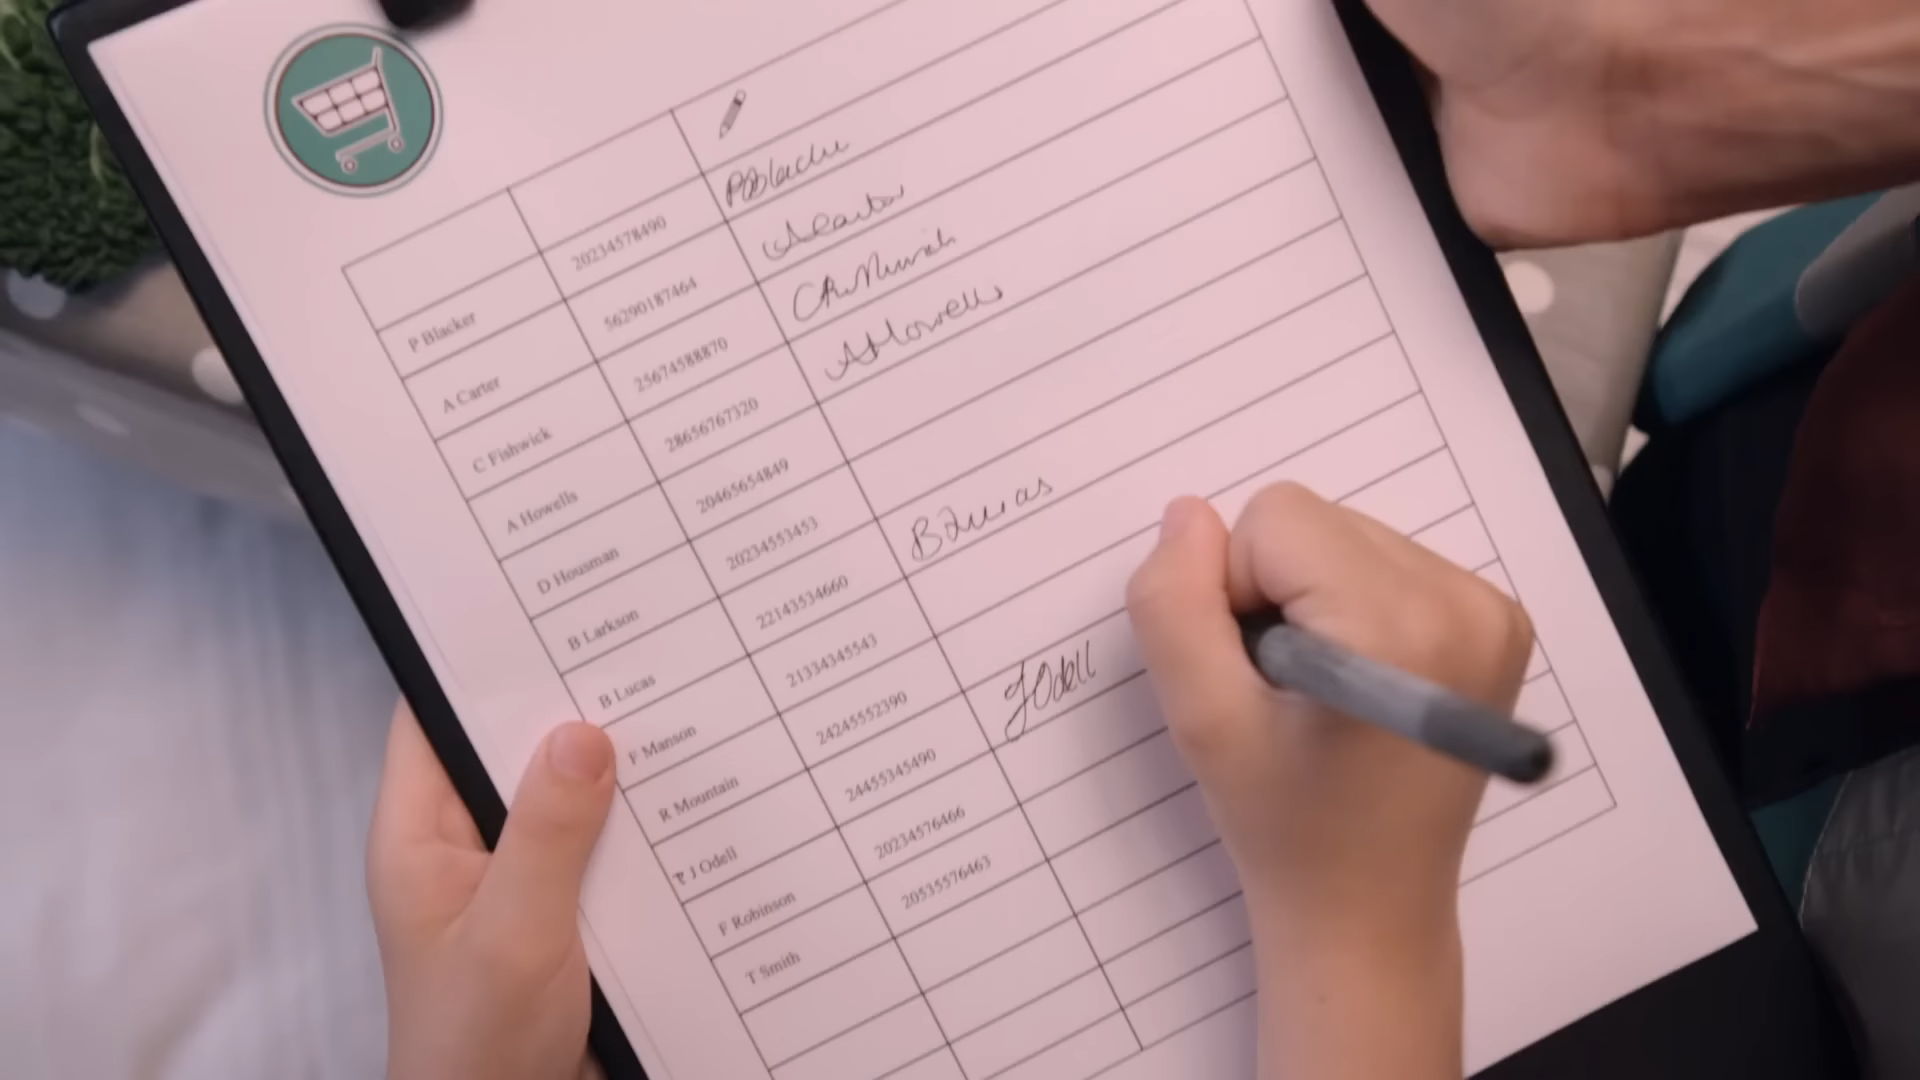 P Blacker 20234578490 PBlacker
A Carter 56290187464 ACarter
C Fishwick 25674588870
A Howells 28656767320 AHowells
D Housman 20465654849
B Larkson 20234553453
B Lucas 22143534660 BLucas
F Manson 21334345543
R Mountain 24245552390
T J Odell 24455345490 JOdell
F Robinson 20234576466
T Smith 20535576463